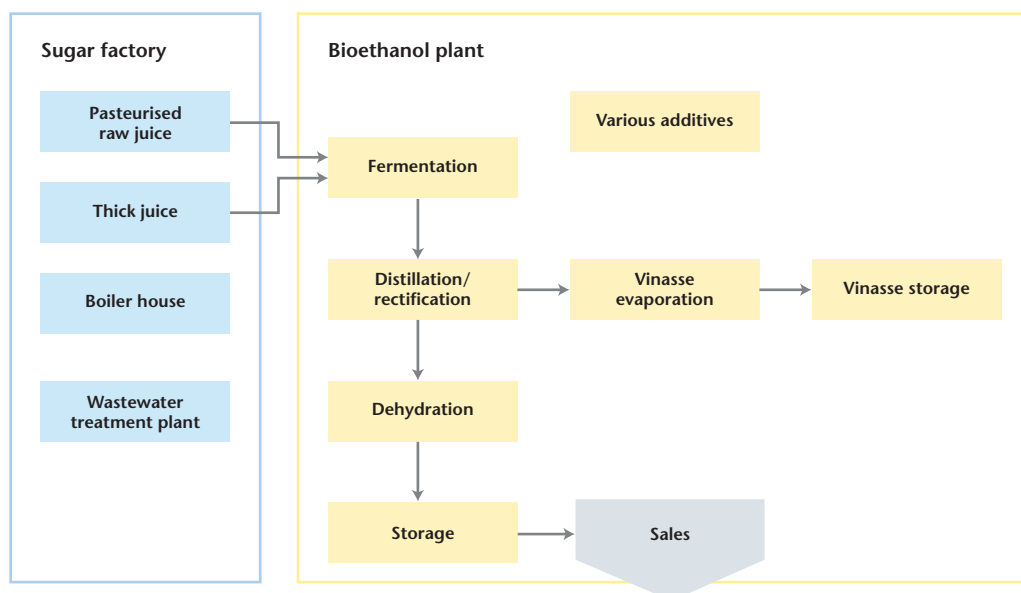 Sugar factory
Pasteurised
raw juice
Thick juice
Boiler house
Wastewater
treatment plant
Bioethanol plant
Various additives
Fermentation
Distillation/
rectification
Vinasse
evaporation
Vinasse storage
Dehydration
Storage
Sales